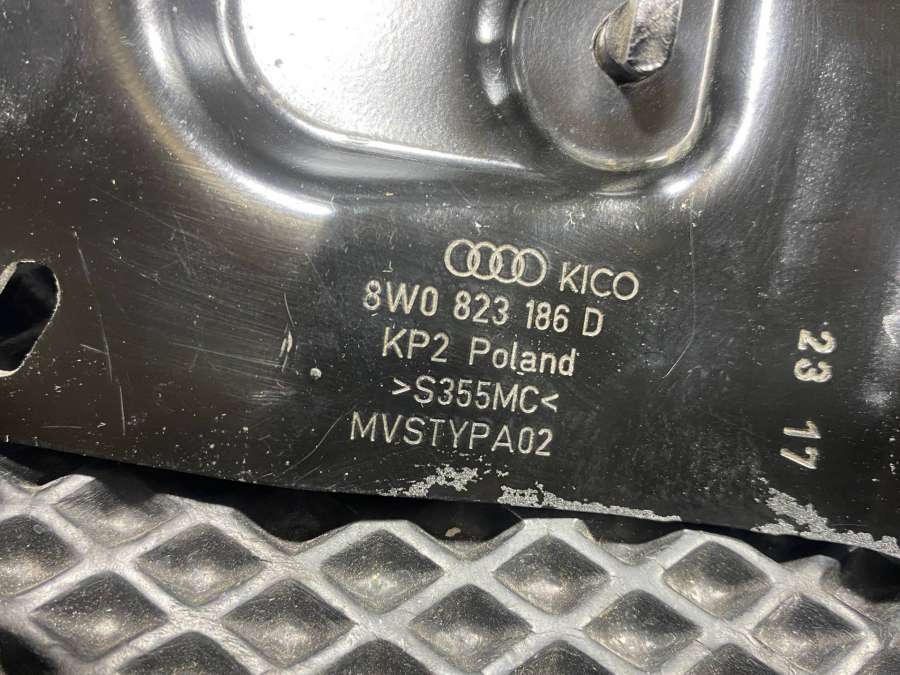 KICO
8W0 823 186 D
KP2 Poland
>S355MC<
MVSTYPA02
23 17